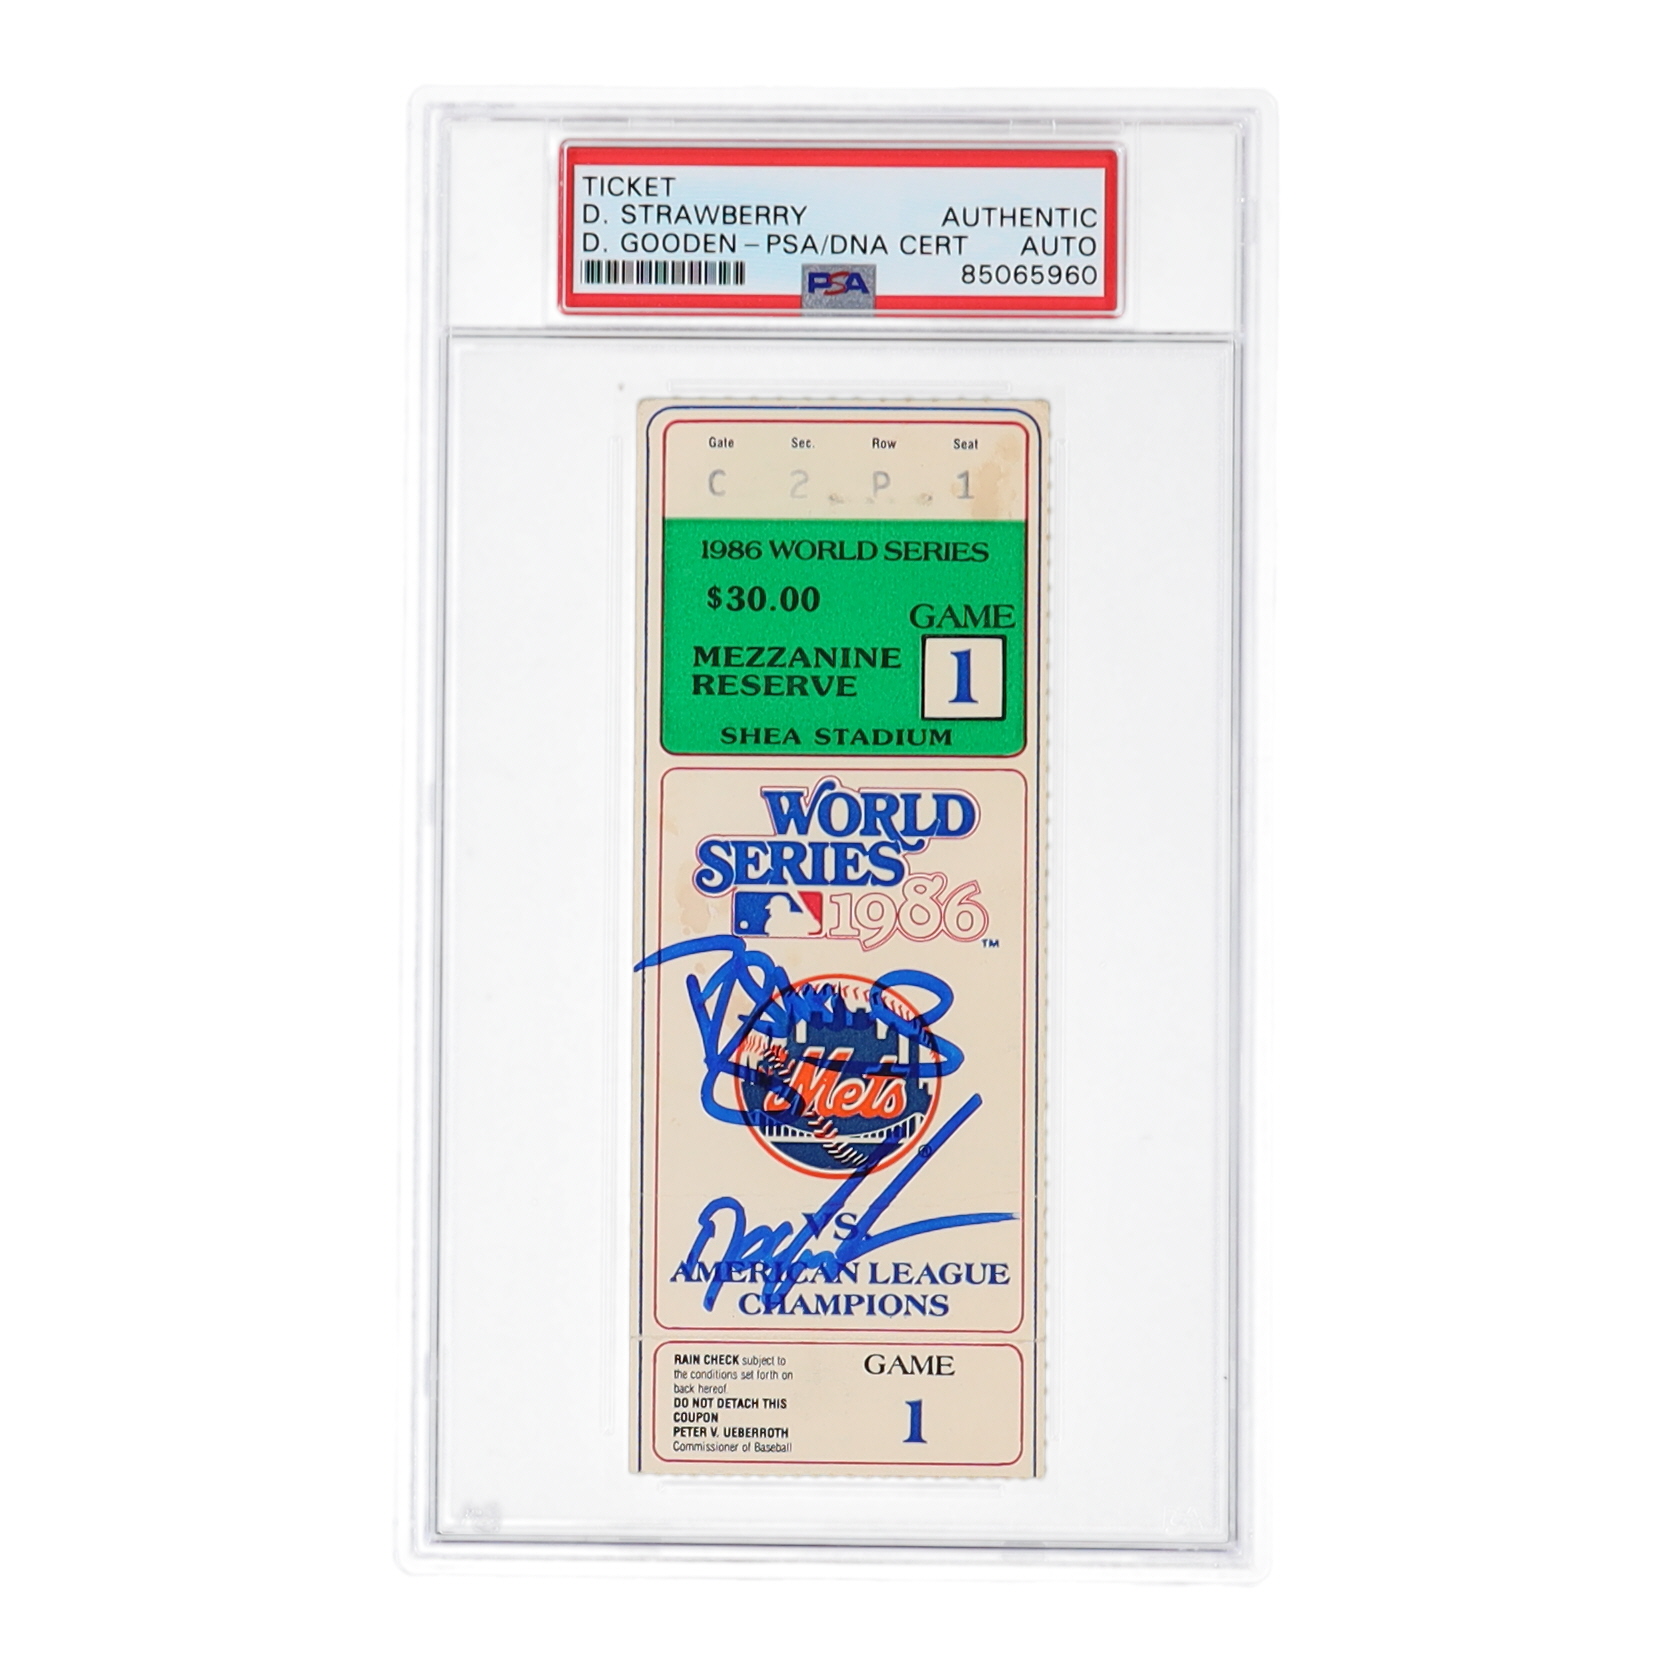 TICKET
D. STRAWBERRY AUTHENTIC
D. GOODEN-PSA/DNA CERT AUTO
85065960
PSA
Gate Sec. Row Seat
C 2 P 1
1986 WORLD SERIES
$30.00
GAME
1
MEZZANINE
RESERVE
SHEA STADIUM
WORLD
SERIES
1986 TM
Mets
®
VS.
AMERICAN LEAGUE
CHAMPIONS
RAIN CHECK subject to
the conditions set forth on
back hereof
DO NOT DETACH THIS
COUPON
PETER V. UEBERROTH
Commissioner of Baseball
GAME
1